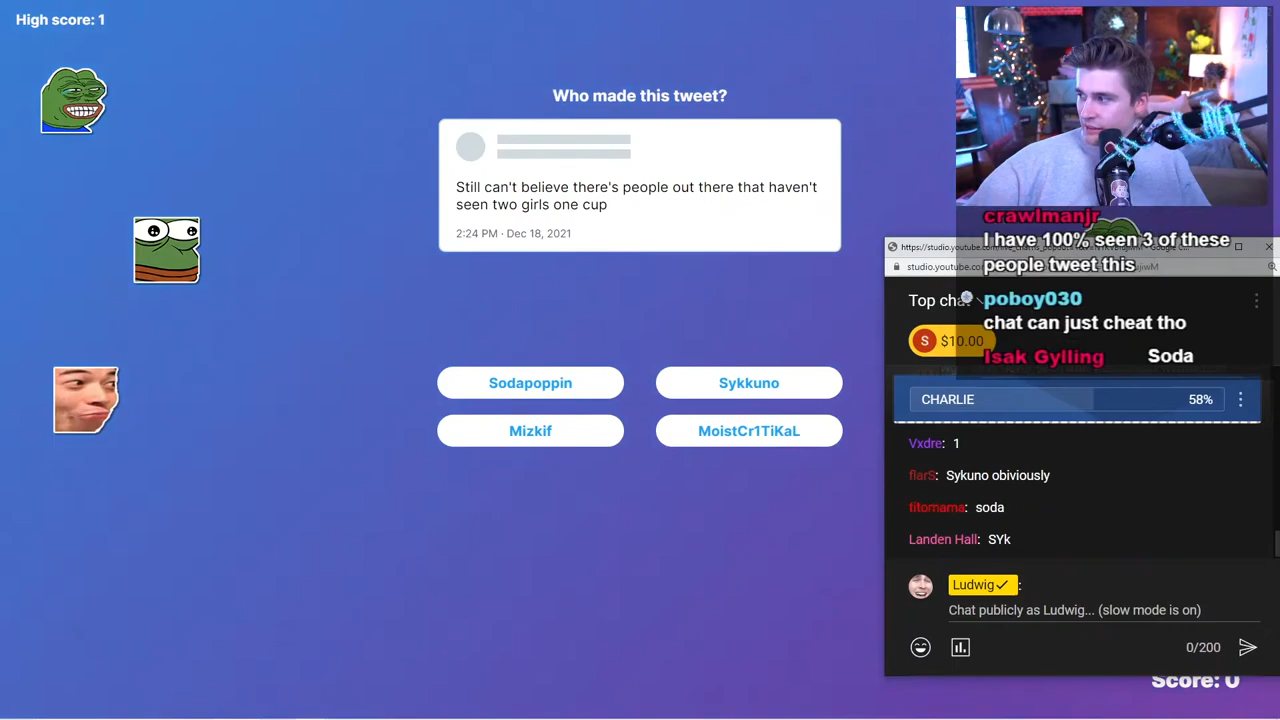 High score: 1
Who made this tweet?
Still can't believe there's people out there that haven't
seen two girls one cup
2:24 PM · Dec 18, 2021
Sodapoppin
Sykkuno
Mizkif
MoistCr1TiKaL
crawlmanjr
I have 100% seen 3 of these
people tweet this
poboy030
chat can just cheat tho
Isak Gylling Soda
Top cha
S $10.00
CHARLIE 58%
Vxdre: 1
flarS: Sykuno obiviously
titomama: soda
Landen Hall: SYk
Ludwig✓:
Chat publicly as Ludwig... (slow mode is on)
0/200
Score: 0